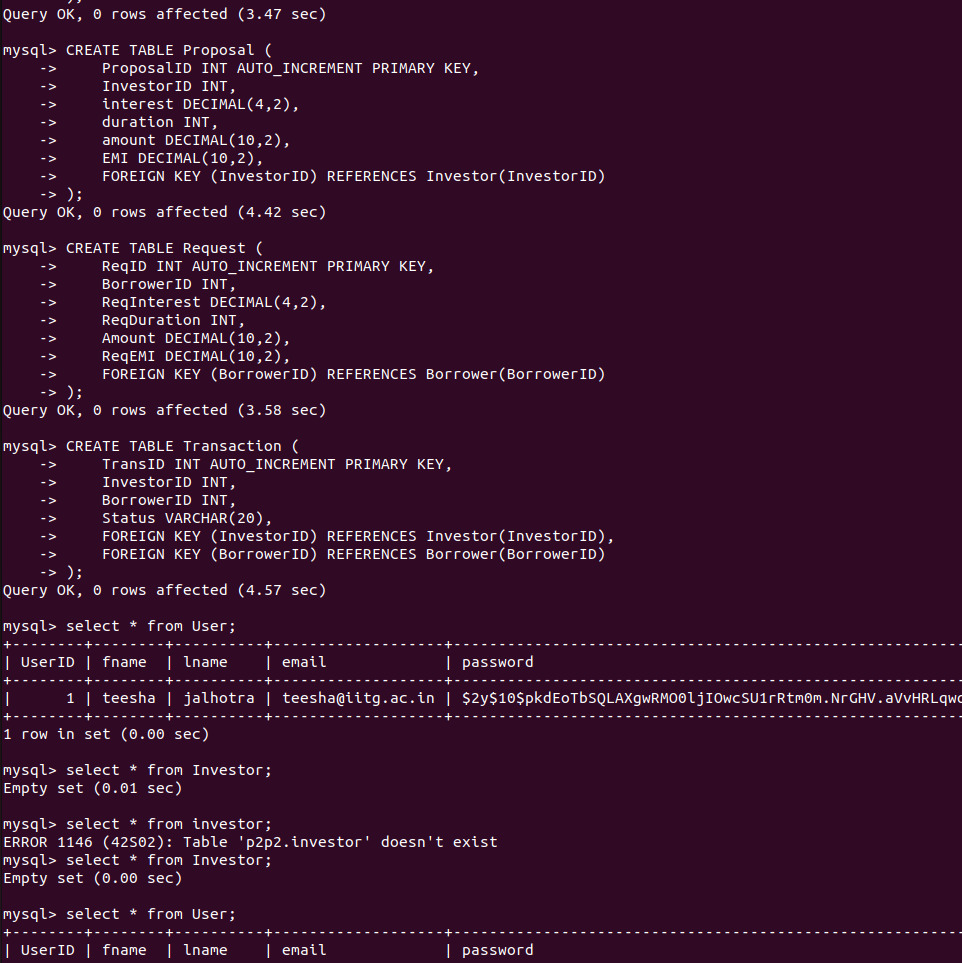 Query OK, 0 rows affected (3.47 sec)
mysql> CREATE TABLE Proposal (
    ->     ProposalID INT AUTO_INCREMENT PRIMARY KEY,
    ->     InvestorID INT,
    ->     interest DECIMAL(4,2),
    ->     duration INT,
    ->     amount DECIMAL(10,2),
    ->     EMI DECIMAL(10,2),
    ->     FOREIGN KEY (InvestorID) REFERENCES Investor(InvestorID)
    -> );
Query OK, 0 rows affected (4.42 sec)
mysql> CREATE TABLE Request (
    ->     ReqID INT AUTO_INCREMENT PRIMARY KEY,
    ->     BorrowerID INT,
    ->     ReqInterest DECIMAL(4,2),
    ->     ReqDuration INT,
    ->     Amount DECIMAL(10,2),
    ->     ReqEMI DECIMAL(10,2),
    ->     FOREIGN KEY (BorrowerID) REFERENCES Borrower(BorrowerID)
    -> );
Query OK, 0 rows affected (3.58 sec)
mysql> CREATE TABLE Transaction (
    ->     TransID INT AUTO_INCREMENT PRIMARY KEY,
    ->     InvestorID INT,
    ->     BorrowerID INT,
    ->     Status VARCHAR(20),
    ->     FOREIGN KEY (InvestorID) REFERENCES Investor(InvestorID),
    ->     FOREIGN KEY (BorrowerID) REFERENCES Borrower(BorrowerID)
    -> );
Query OK, 0 rows affected (4.57 sec)
mysql> select * from User;
| UserID | fname  | lname    | email             | password
|      1 | teesha | jalhotra | teesha@iitg.ac.in |
1 row in set (0.00 sec)
mysql> select * from Investor;
Empty set (0.01 sec)
mysql> select * from investor;
ERROR 1146 (42S02): Table 'p2p2.investor' doesn't exist
mysql> select * from Investor;
Empty set (0.00 sec)
mysql> select * from User;
| UserID | fname  | lname    | email             | password